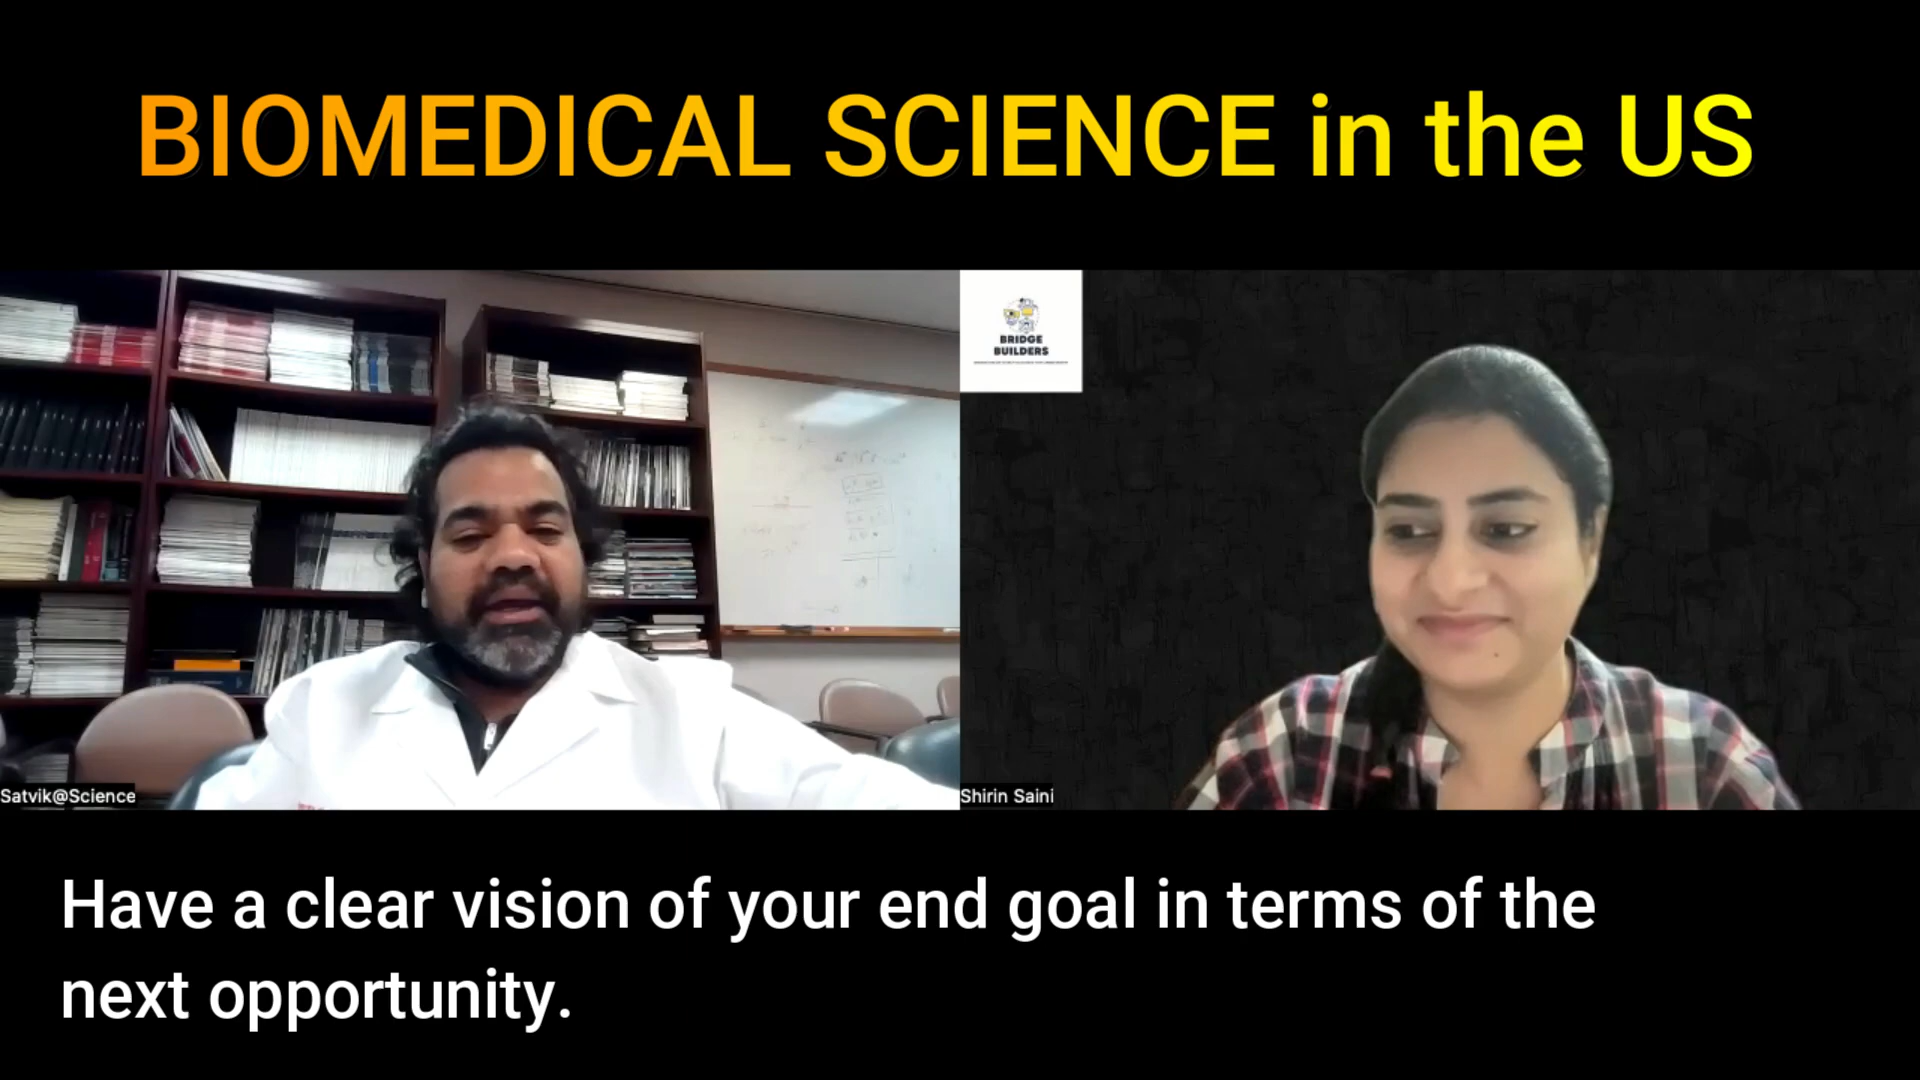 BIOMEDICAL SCIENCE in the US
BRIDGE
BUILDERS
Satvik@Science
Shirin Saini
Have a clear vision of your end goal in terms of the
next opportunity.